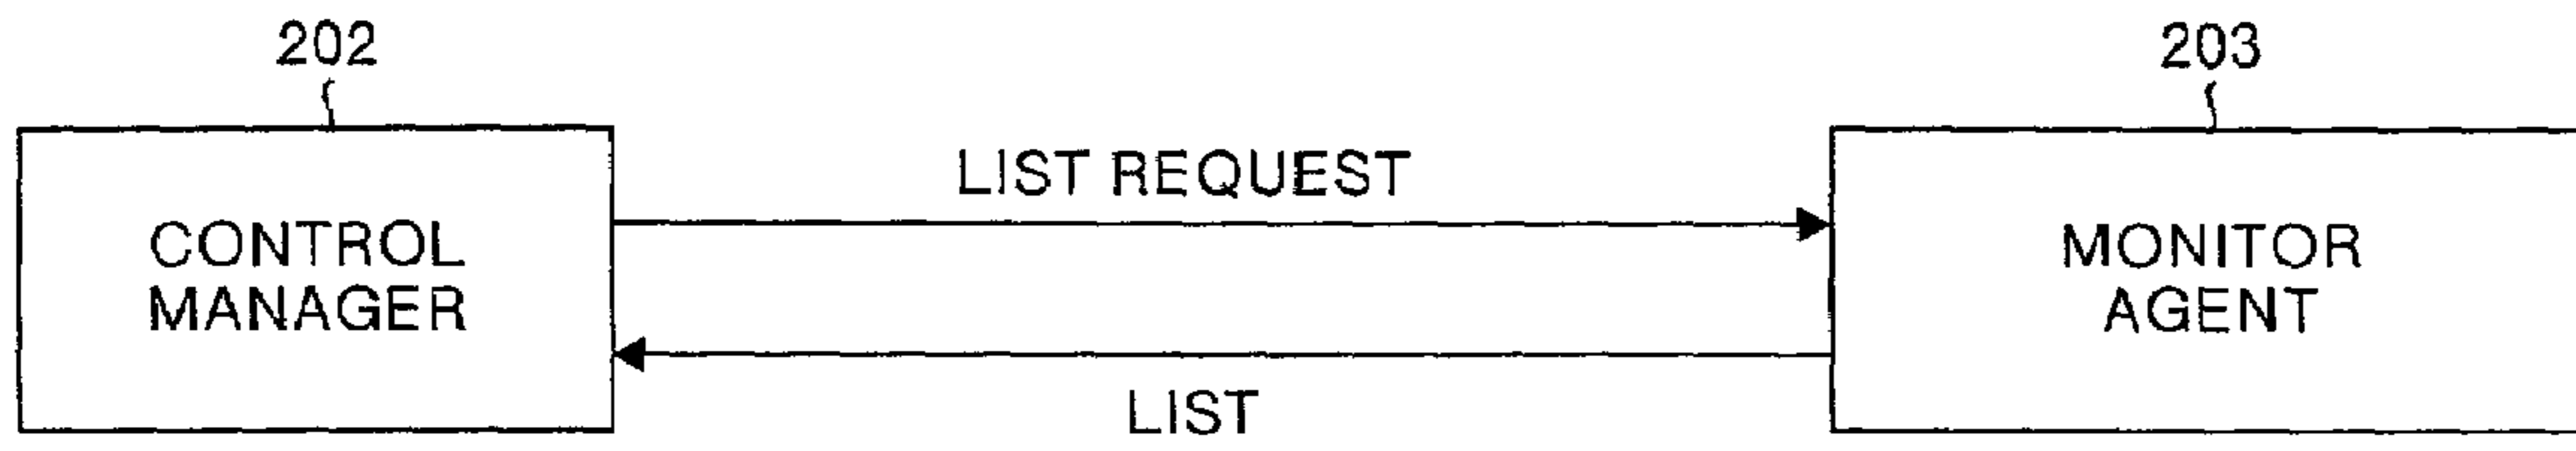 202
203
LIST REQUEST
CONTROL
MANAGER
MONITOR
AGENT
LIST